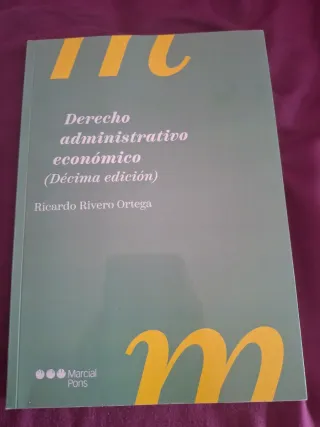 m
Derecho
administrativo
económico
(Décima edición)
Ricardo Rivero Ortega
Marcial
Pons
m